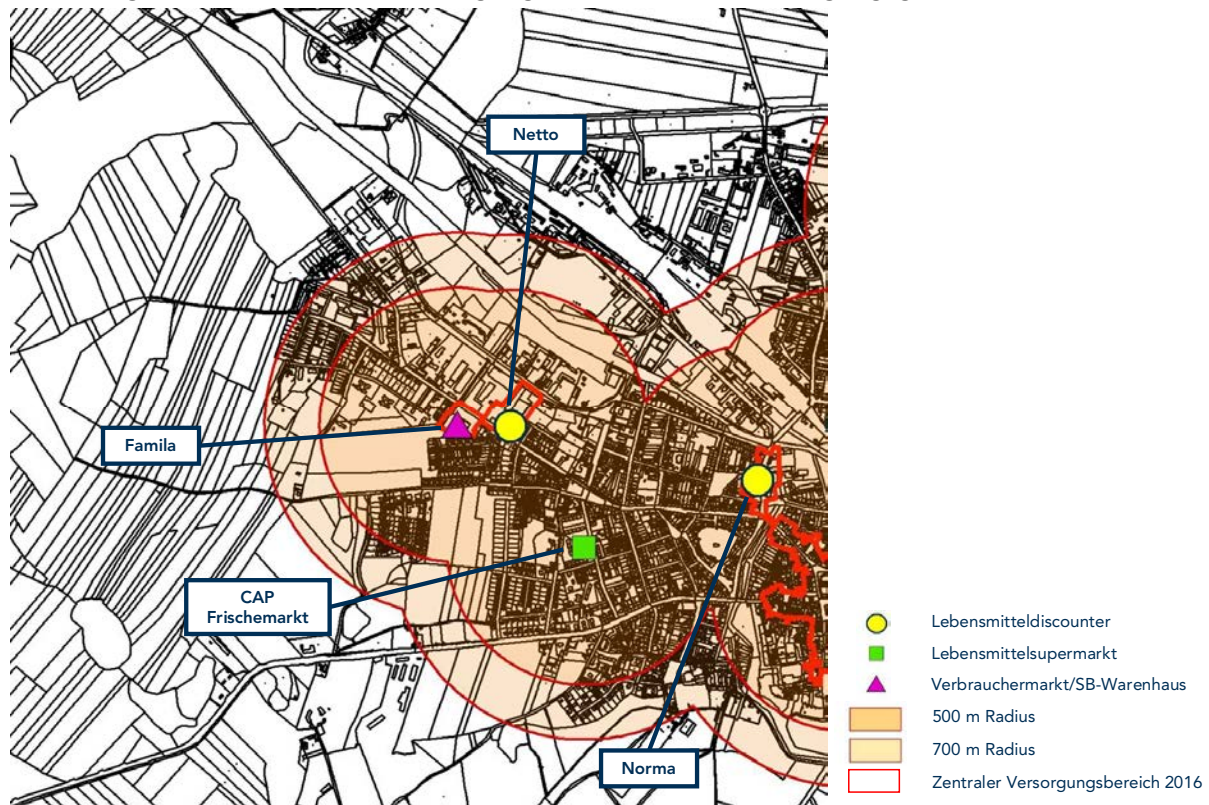 Netto
Famila
CAP
Frischemarkt
Norma
Lebensmitteldiscounter
Lebensmittelsupermarkt
Verbrauchermarkt/SB-Warenhaus
500 m Radius
700 m Radius
Zentraler Versorgungsbereich 2016